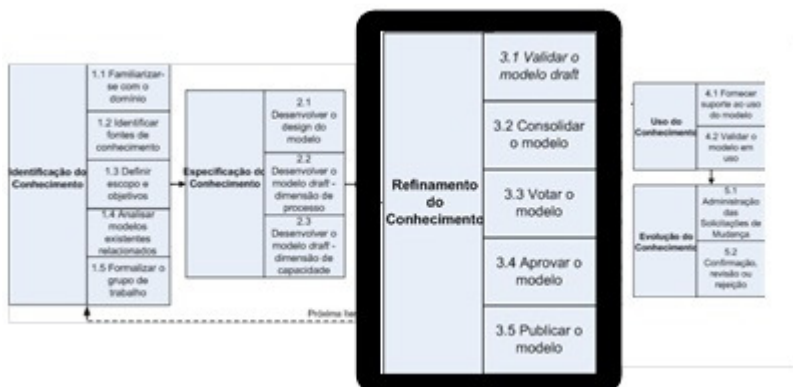 Identificação do
Conhecimento
1.1 Familiarizar-
se com o
domínio
1.2 Identificar
fontes de
conhecimento
1.3 Definir
escopo e
objetivos
1.4 Analisar
modelos
existentes
relacionados
1.5 Formalizar o
grupo de
trabalho
Especificação do
Conhecimento
2.1
Desenvolver o
design do
modelo
2.2
Desenvolver o
modelo draft -
dimensão de
processo
2.3
Desenvolver o
modelo draft -
dimensão de
capacidade
Próxima
Refinamento
do
Conhecimento
3.1 Validar o
modelo draft
3.2 Consolidar
o modelo
3.3 Votar o
modelo
3.4 Aprovar o
modelo
3.5 Publicar o
modelo
Uso do
Conhecimento
4.1 Fornecer
suporte ao uso
do modelo
4.2 Validar o
modelo em
uso
Evolução do
Conhecimento
5.1
Administração
das
Solicitações de
Mudança
5.2
Confirmação,
revisão ou
rejeição